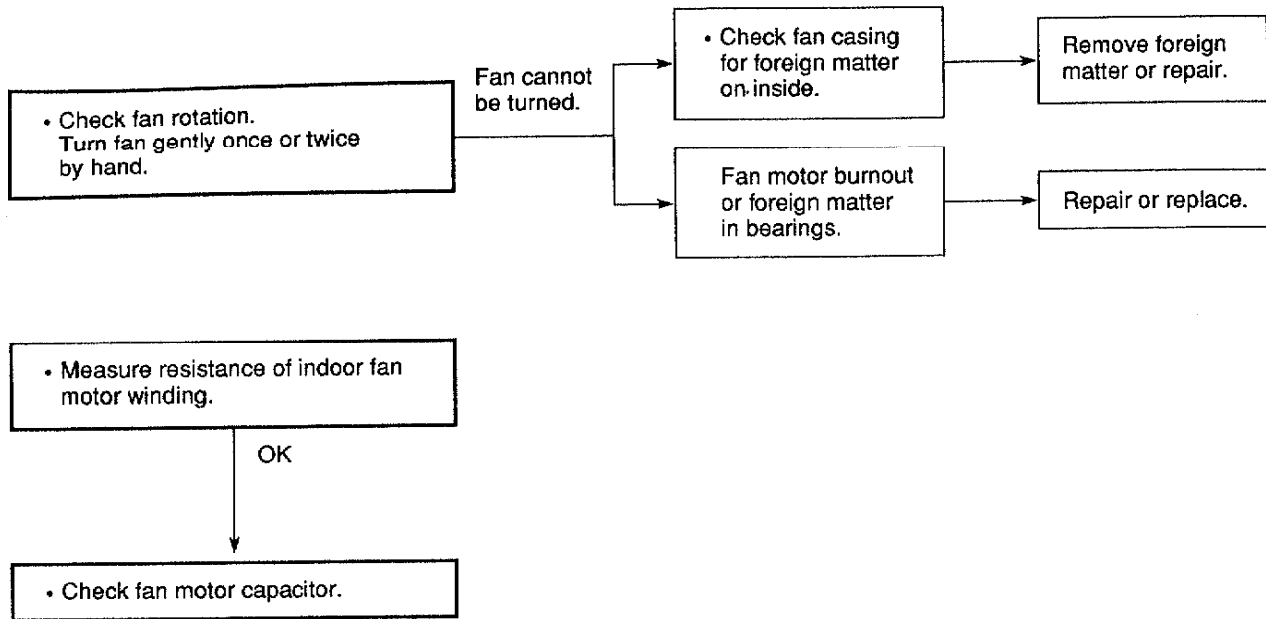 • Check fan rotation.
Turn fan gently once or twice
by hand.
Fan cannot
be turned.
• Check fan casing
for foreign matter
on inside.
Remove foreign
matter or repair.
Fan motor burnout
or foreign matter
in bearings.
Repair or replace.
• Measure resistance of indoor fan
motor winding.
OK
• Check fan motor capacitor.